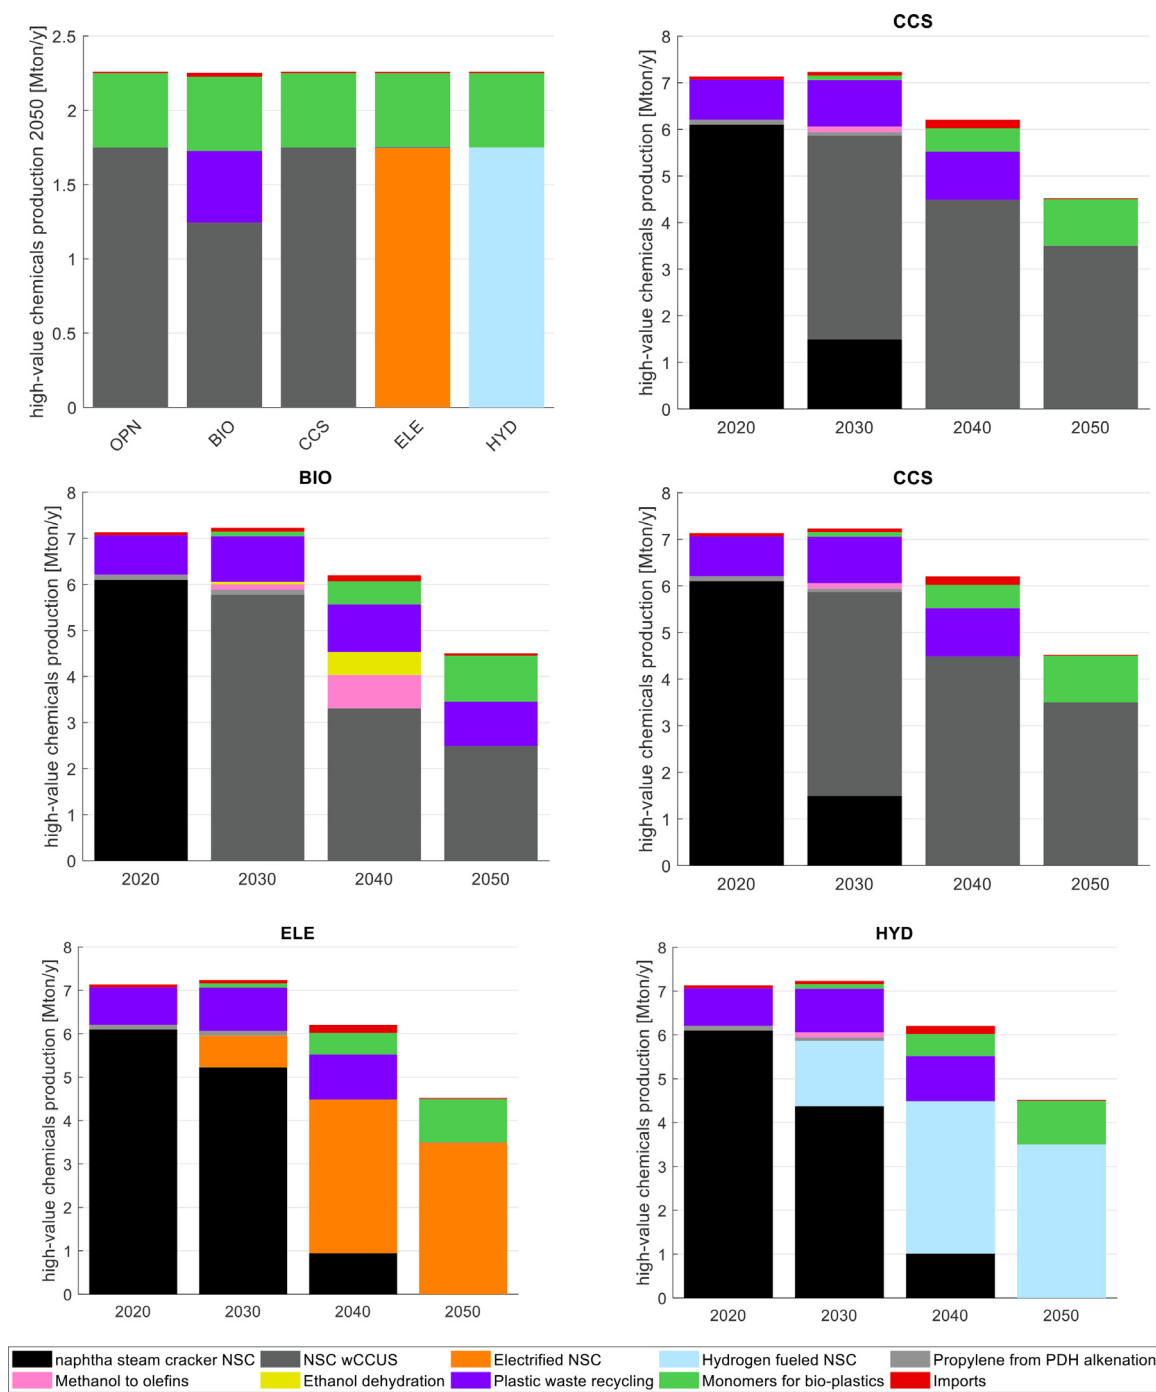 high-value chemicals production 2050 [Mton/y]
2.5
2
1.5
1
0.5
0
OPN
BIO
CCS
ELE
HYD
CCS
high-value chemicals production [Mton/y]
8
7
6
5
4
3
2
1
0
2020
2030
2040
2050
BIO
high-value chemicals production [Mton/y]
8
7
6
5
4
3
2
1
0
2020
2030
2040
2050
CCS
high-value chemicals production [Mton/y]
8
7
6
5
4
3
2
1
0
2020
2030
2040
2050
ELE
high-value chemicals production [Mton/y]
8
7
6
5
4
3
2
1
0
2020
2030
2040
2050
HYD
high-value chemicals production [Mton/y]
8
7
6
5
4
3
2
1
0
2020
2030
2040
2050
naphtha steam cracker NSC
NSC wCCUS
Electrified NSC
Hydrogen fueled NSC
Propylene from PDH alkenation
Methanol to olefins
Ethanol dehydration
Plastic waste recycling
Monomers for bio-plastics
Imports